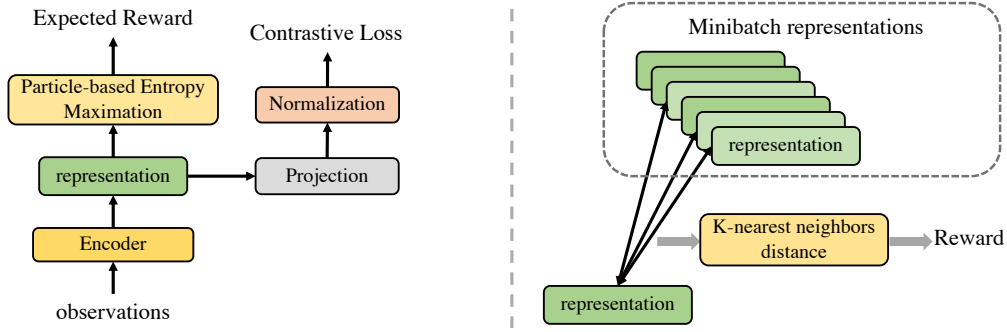 Expected Reward
Contrastive Loss
Particle-based Entropy
Maximation
Normalization
representation
Projection
Encoder
observations
Minibatch representations
representation
K-nearest neighbors
distance
Reward
representation